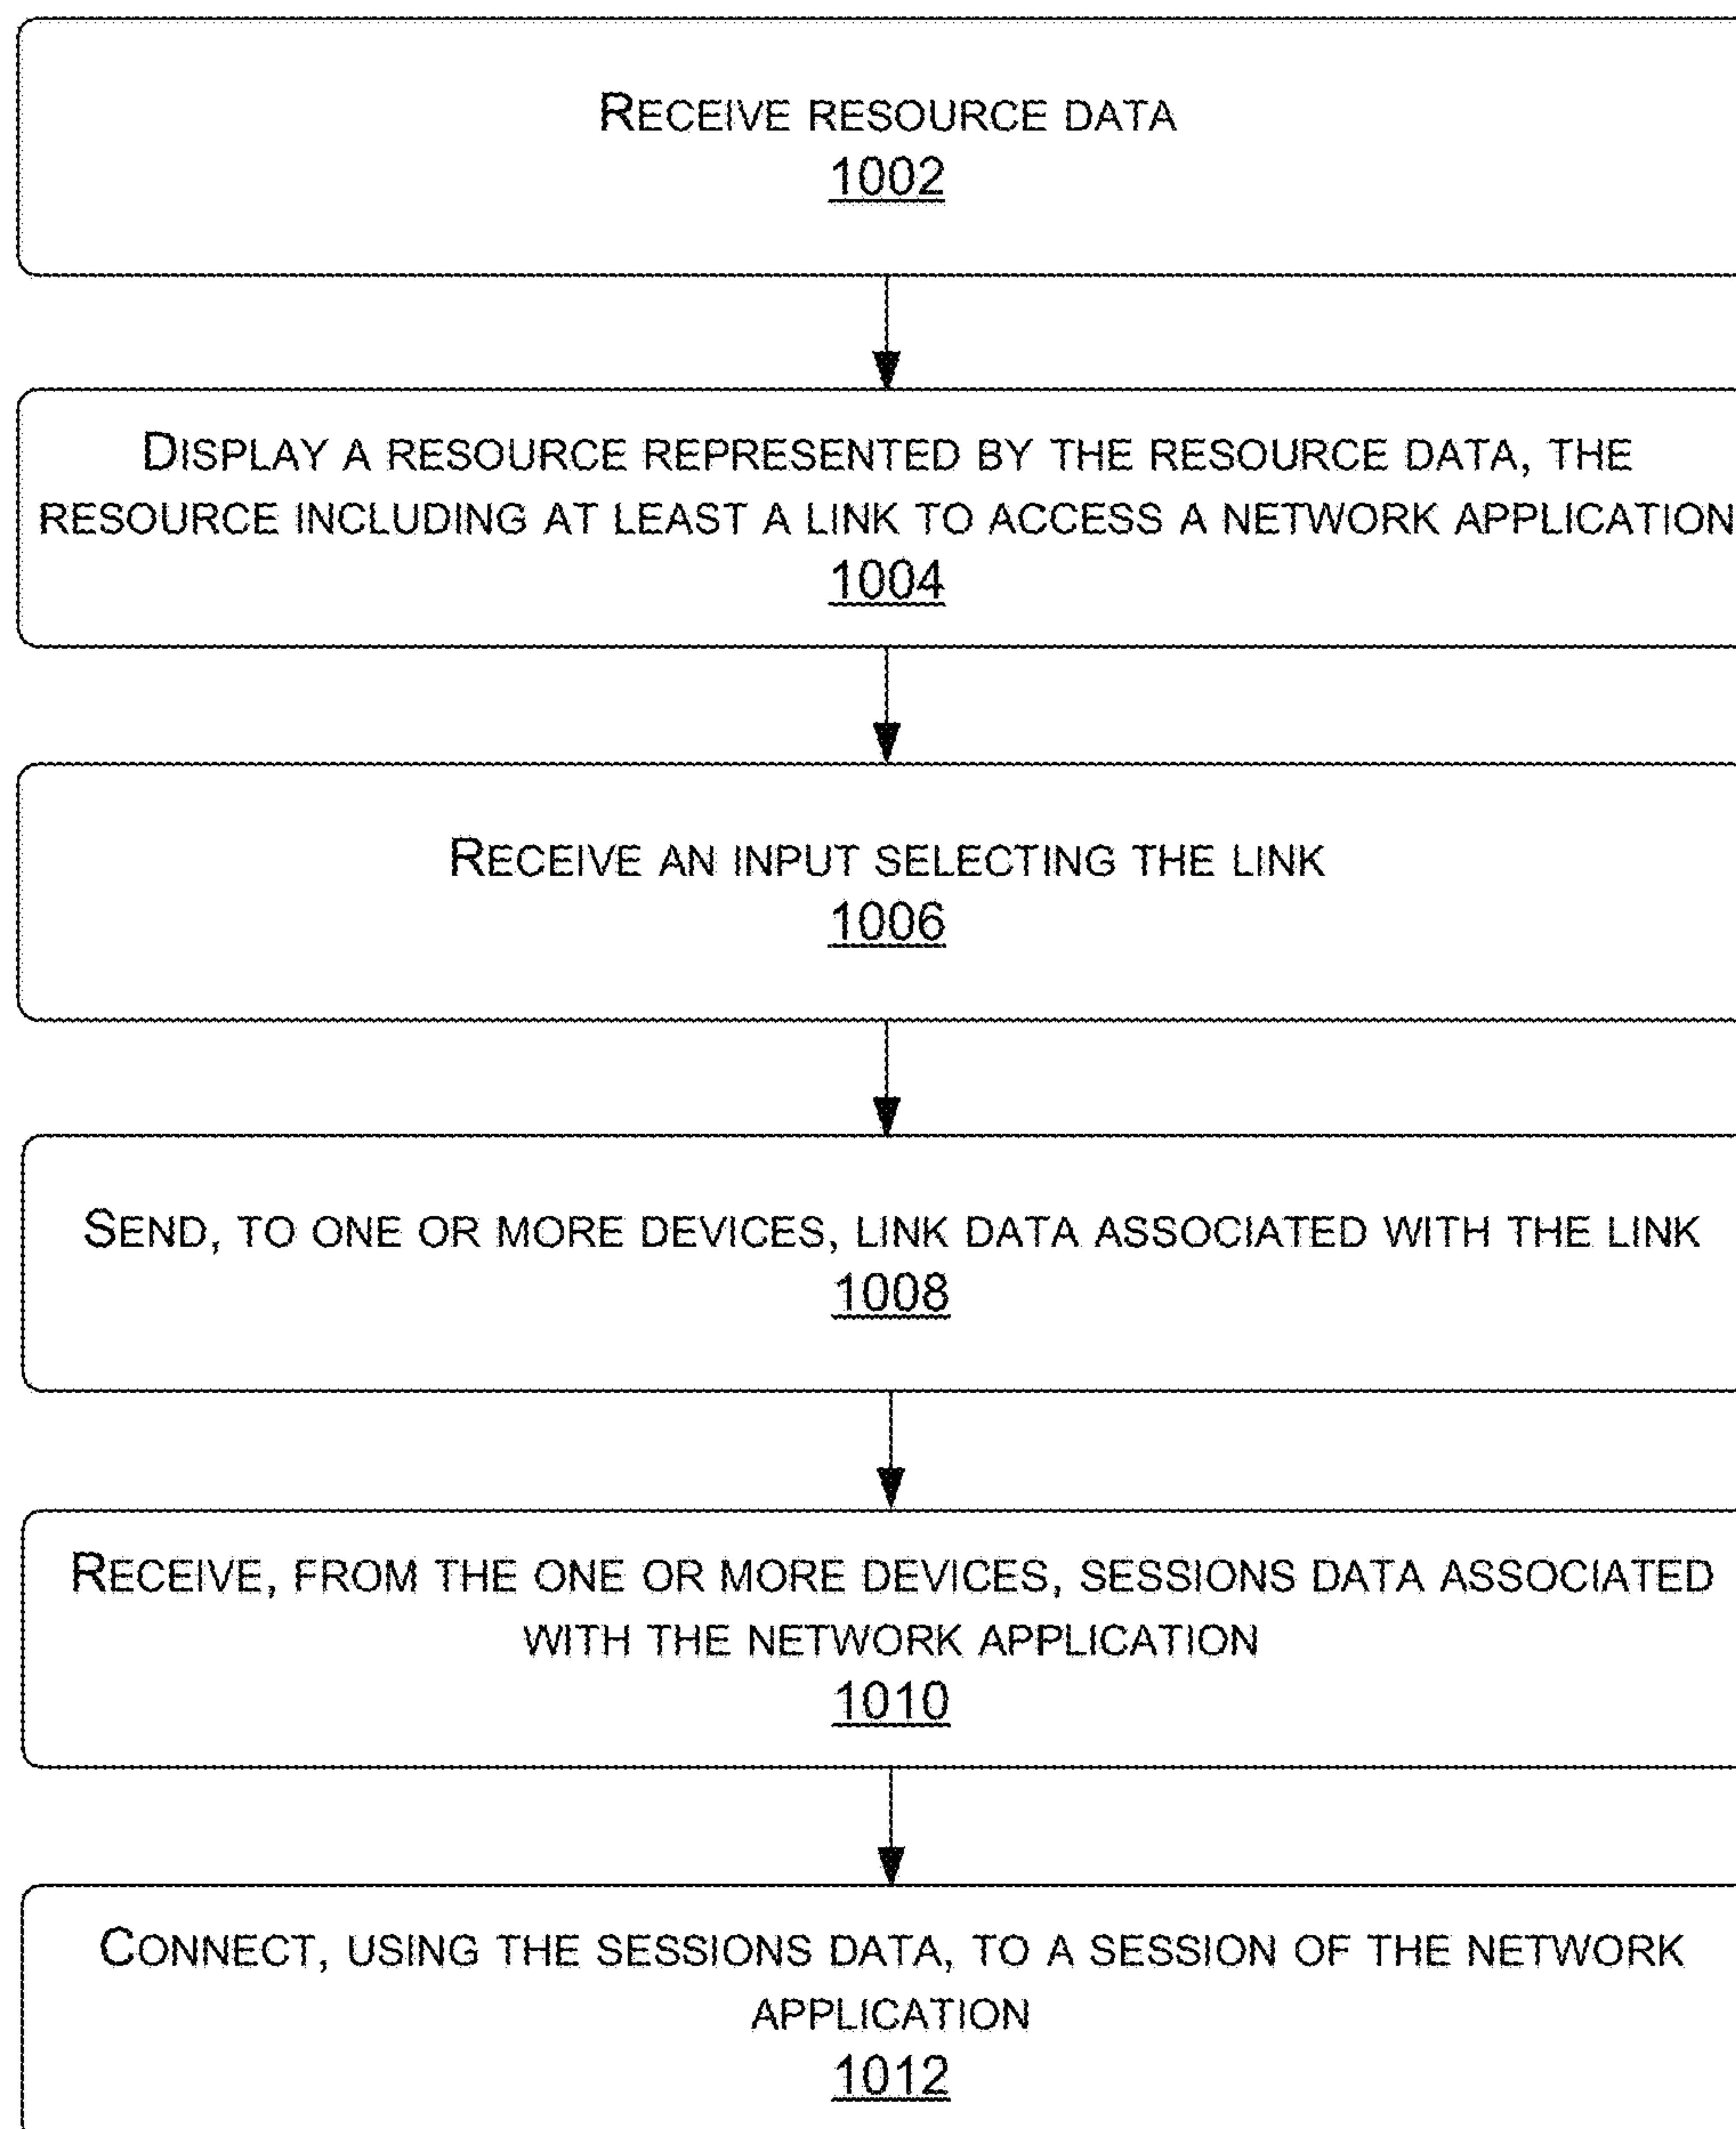 RECEIVE RESOURCE DATA
1002
DISPLAY A RESOURCE REPRESENTED BY THE RESOURCE DATA, THE
RESOURCE INCLUDING AT LEAST A LINK TO ACCESS A NETWORK APPLICATION
1004
RECEIVE AN INPUT SELECTING THE LINK
1006
SEND, TO ONE OR MORE DEVICES, LINK DATA ASSOCIATED WITH THE LINK
1008
RECEIVE, FROM THE ONE OR MORE DEVICES, SESSIONS DATA ASSOCIATED
WITH THE NETWORK APPLICATION
1010
CONNECT, USING THE SESSIONS DATA, TO A SESSION OF THE NETWORK
APPLICATION
1012